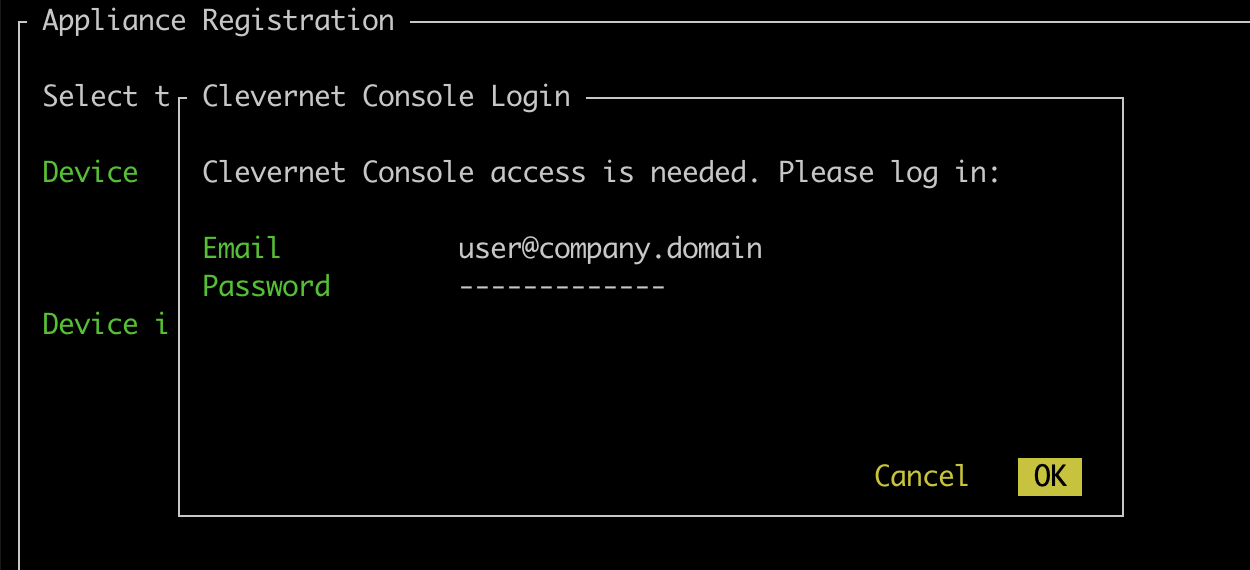 Appliance Registration
Select t
Clevernet Console Login
Device
Clevernet Console access is needed. Please log in:
Email user@company.domain
Password -------------
Device i
Cancel OK